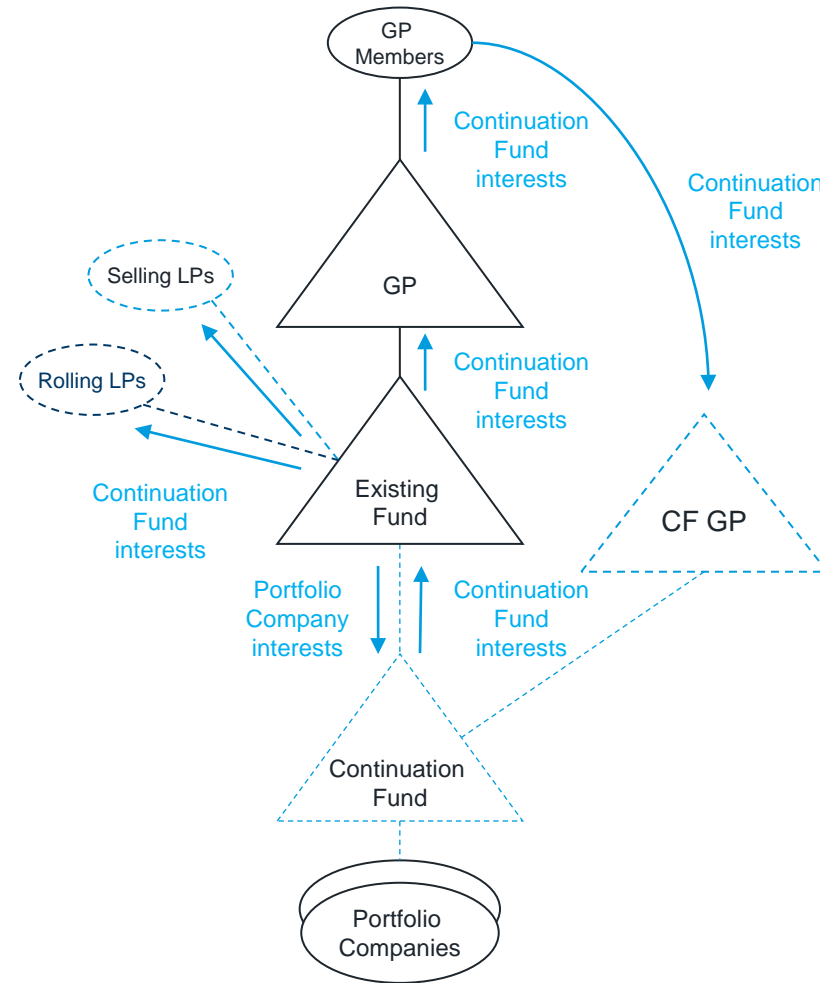 GP
Members
Continuation
Fund
interests
Continuation
Fund
interests
Selling LPs
GP
Rolling LPs
Continuation
Fund
interests
Continuation
Fund
interests
Existing
Fund
CF GP
Portfolio
Company
interests
Continuation
Fund
interests
Continuation
Fund
Portfolio
Companies